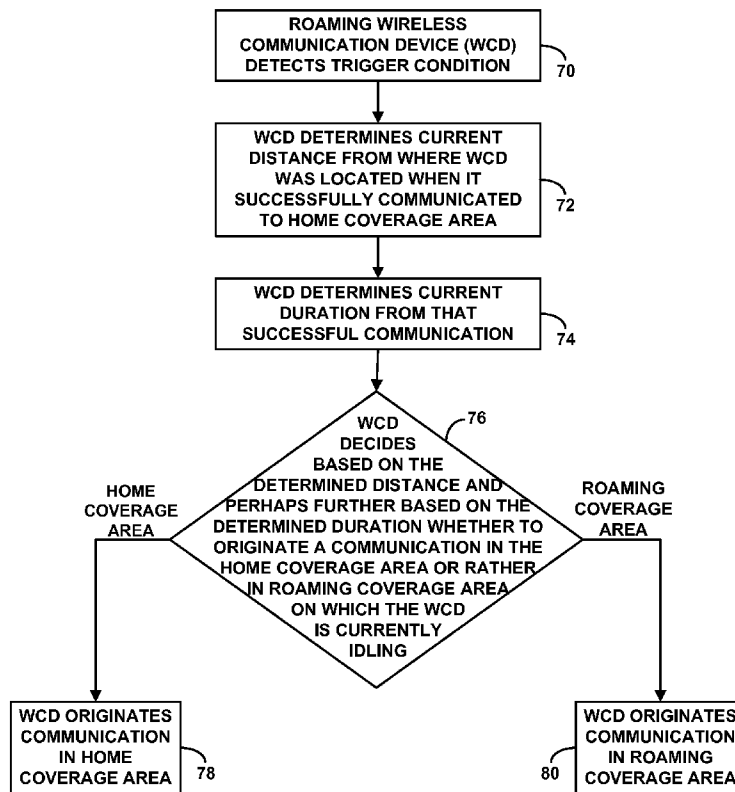 ROAMING WIRELESS
COMMUNICATION DEVICE (WCD)
DETECTS TRIGGER CONDITION
70
WCD DETERMINES CURRENT
DISTANCE FROM WHERE WCD
WAS LOCATED WHEN IT
SUCCESSFULLY COMMUNICATED
TO HOME COVERAGE AREA
72
WCD DETERMINES CURRENT
DURATION FROM THAT
SUCCESSFUL COMMUNICATION
74
76
WCD
DECIDES
BASED ON THE
DETERMINED DISTANCE AND
PERHAPS FURTHER BASED ON THE
DETERMINED DURATION WHETHER TO
ORIGINATE A COMMUNICATION IN THE
HOME COVERAGE AREA OR RATHER
IN ROAMING COVERAGE AREA
ON WHICH THE WCD
IS CURRENTLY
IDLING
HOME
COVERAGE
AREA
ROAMING
COVERAGE
AREA
WCD ORIGINATES
COMMUNICATION
IN HOME
COVERAGE AREA
78
WCD ORIGINATES
COMMUNICATION
IN ROAMING
COVERAGE AREA
80